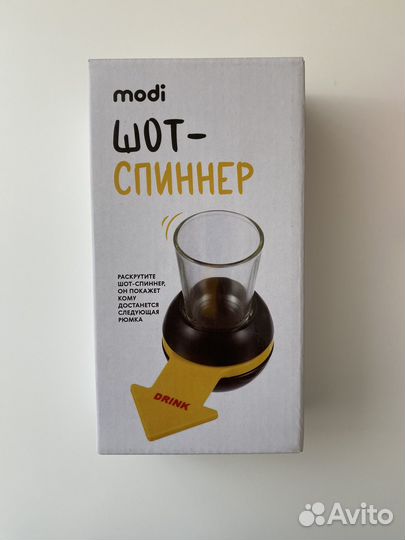 modi
ШОТ-
СПИННЕР
РАСКРУТИТЕ
ШОТ-СПИННЕР,
ОН ПОКАЖЕТ
КОМУ
ДОСТАНЕТСЯ
СЛЕДУЮЩАЯ
РЮМКА
DRINK
Avito